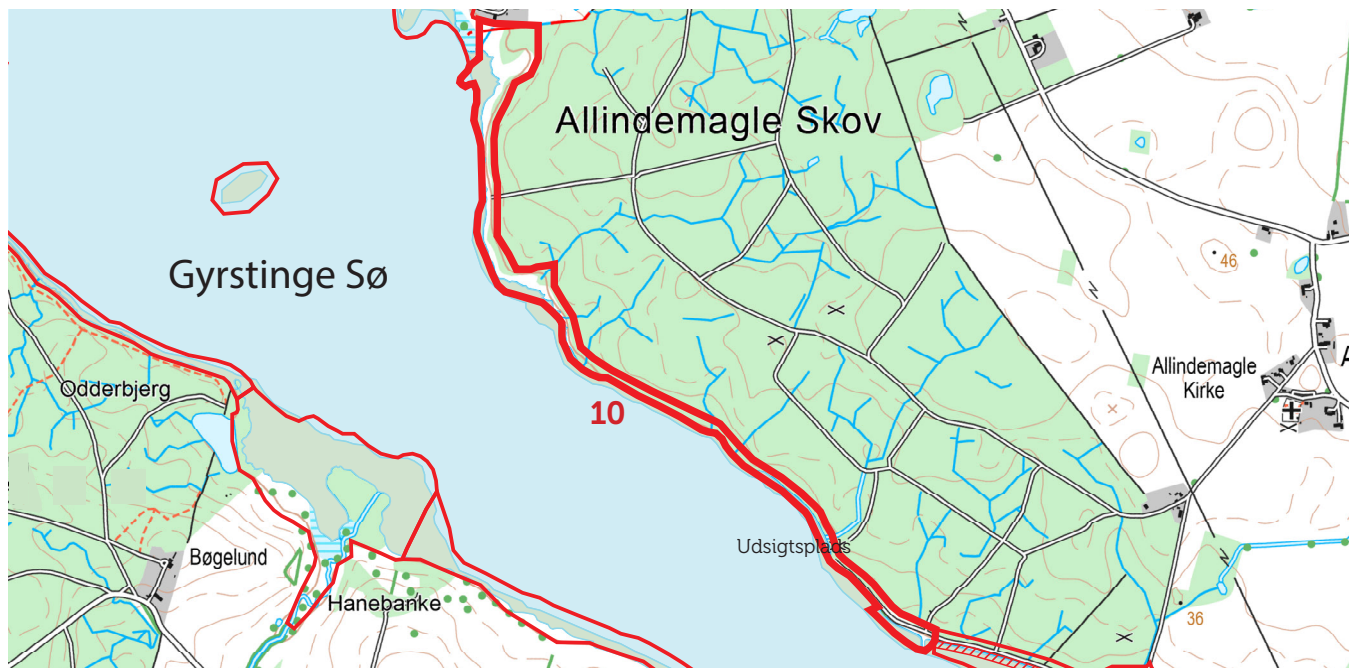 Allindemagle Skov
46
Gyrstinge Sø
Allindemagle
Kirke
A
Odderbjerg
10
Udsigtsplads
Bøgelund
Hanebanke
36